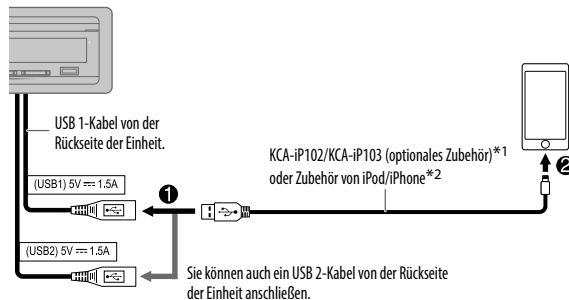 USB 1-Kabel von der
Rückseite der Einheit.
KCA-iP102/KCA-iP103 (optionales Zubehör)*1
oder Zubehör von iPod/iPhone*2
(USB1) 5V ⎓ 1.5A
1
2
(USB2) 5V ⎓ 1.5A
Sie können auch ein USB 2-Kabel von der Rückseite
der Einheit anschließen.